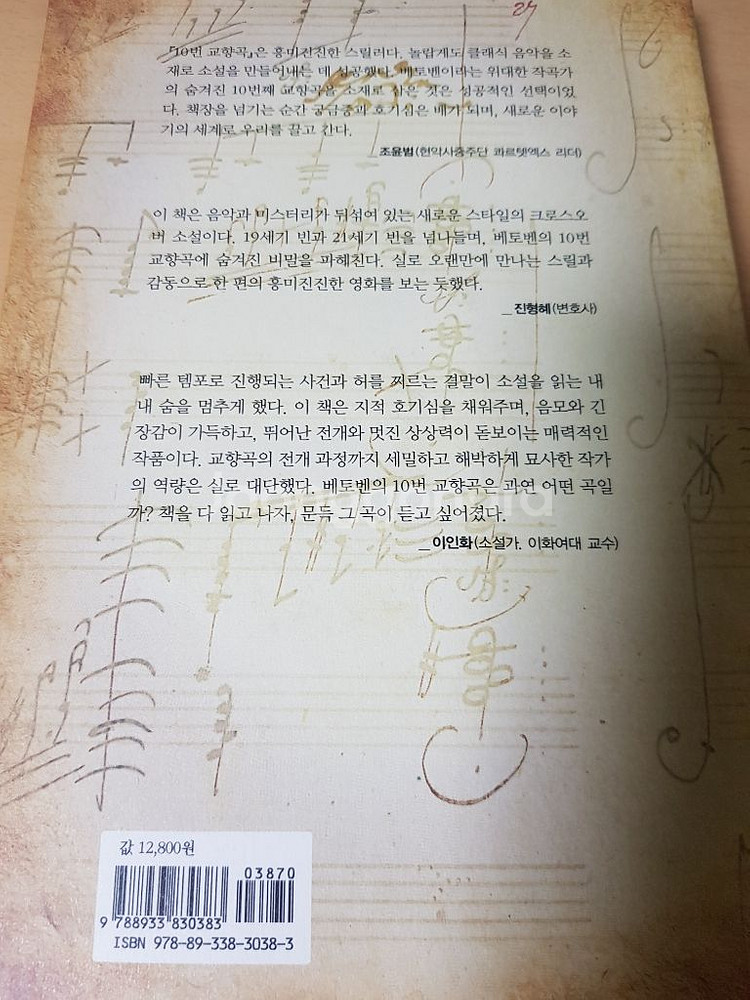 24
『10번 교향곡』은 흥미진진한 스릴러다. 놀랍게도 클래식 음악을 소
재로 소설을 만들어내는 데 성공했다. 베토벤이라는 위대한 작곡가
의 숨겨진 10번째 교향곡을 소재로 삼은 것은 성공적인 선택이었
다. 책장을 넘기는 순간 궁금증과 호기심은 배가 되며, 새로운 이야
기의 세계로 우리를 끌고 간다.
_조윤범(현악사중주단 콰르텟엑스 리더)
이 책은 음악과 미스터리가 뒤섞여 있는 새로운 스타일의 크로스오
버 소설이다. 19세기 빈과 21세기 빈을 넘나들며, 베토벤의 10번
교향곡에 숨겨진 비밀을 파헤친다. 실로 오랜만에 만나는 스릴과
감동으로 한 편의 흥미진진한 영화를 보는 듯했다.
_진형혜(변호사)
빠른 템포로 진행되는 사건과 허를 찌르는 결말이 소설을 읽는 내
내 숨을 멈추게 했다. 이 책은 지적 호기심을 채워주며, 음모와 긴
장감이 가득하고, 뛰어난 전개와 멋진 상상력이 돋보이는 매력적인
작품이다. 교향곡의 전개 과정까지 세밀하고 해박하게 묘사한 작가
의 역량은 실로 대단했다. 베토벤의 10번 교향곡은 과연 어떤 곡일
까? 책을 다 읽고 나자, 문득 그 곡이 듣고 싶어졌다.
_이인화(소설가, 이화여대 교수)
값 12,800원
03870
9 788933 830383
ISBN 978-89-338-3038-3